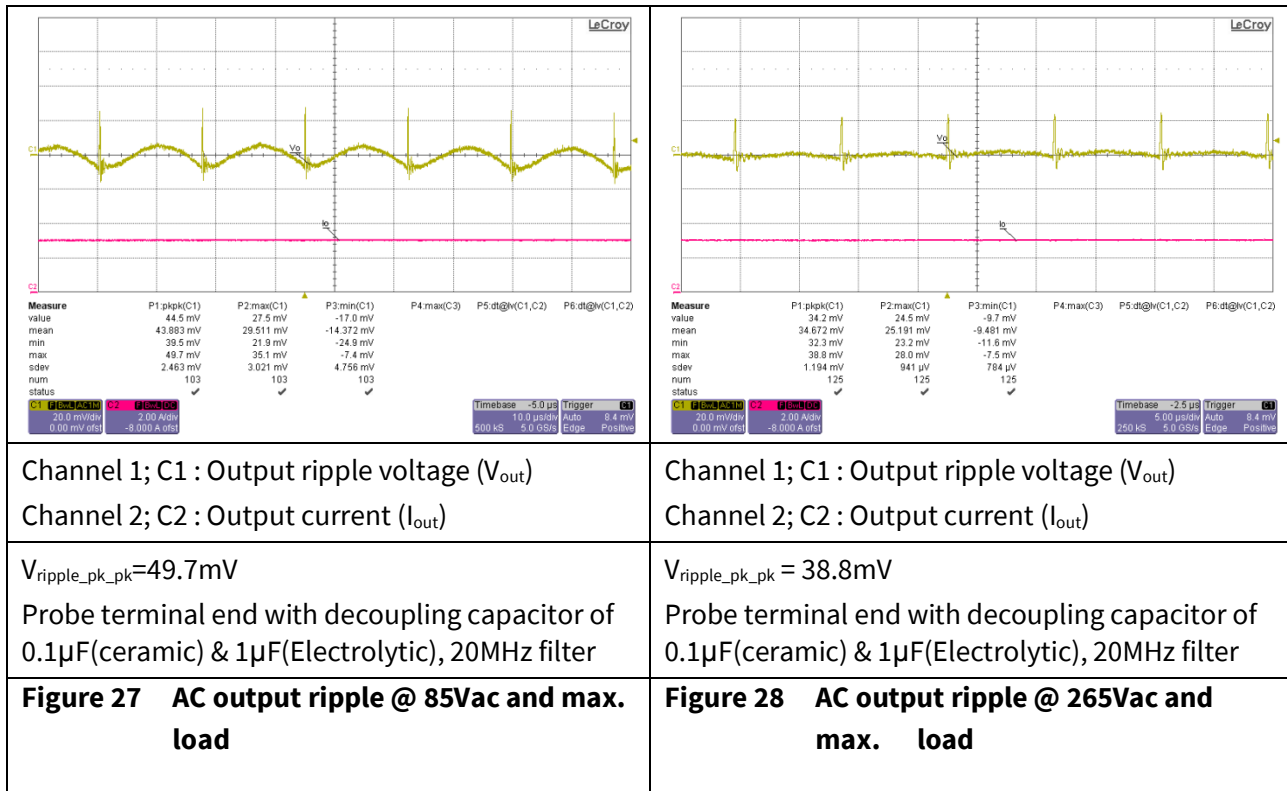 LeCroy
C1
Vo
Io
C2
Measure P1:pkpk(C1) P2:max(C1) P3:min(C1) P4:max(C3) P5:dt@lv(C1,C2) P6:dt@lv(C1,C2)
value 44.5 mV 27.5 mV -17.0 mV
mean 43.883 mV 29.511 mV -14.372 mV
min 39.5 mV 21.9 mV -24.9 mV
max 49.7 mV 35.1 mV -7.4 mV
sdev 2.463 mV 3.021 mV 4.756 mV
num 103 103 103
status ✓ ✓ ✓
C1 F BwL AC1M C2 F BwL DC Timebase -5.0 µs Trigger C1
20.0 mV/div 2.00 A/div 10.0 µs/div Auto 8.4 mV
0.00 mV ofst -8.000 A ofst 500 kS 5.0 GS/s Edge Positive
Channel 1; C1 : Output ripple voltage (Vout)
Channel 2; C2 : Output current (Iout)
Vripple_pk_pk=49.7mV
Probe terminal end with decoupling capacitor of
0.1µF(ceramic) & 1µF(Electrolytic), 20MHz filter
Figure 27 AC output ripple @ 85Vac and max.
load
LeCroy
C1
Vo
Io
C2
Measure P1:pkpk(C1) P2:max(C1) P3:min(C1) P4:max(C3) P5:dt@lv(C1,C2) P6:dt@lv(C1,C2)
value 34.2 mV 24.5 mV -9.7 mV
mean 34.672 mV 25.191 mV -9.481 mV
min 32.3 mV 23.2 mV -11.6 mV
max 38.8 mV 28.0 mV -7.5 mV
sdev 1.194 mV 941 µV 784 µV
num 125 125 125
status ✓ ✓ ✓
C1 F BwL AC1M C2 F BwL DC Timebase -2.5 µs Trigger C1
20.0 mV/div 2.00 A/div 5.00 µs/div Auto 8.4 mV
0.00 mV ofst -8.000 A ofst 250 kS 5.0 GS/s Edge Positive
Channel 1; C1 : Output ripple voltage (Vout)
Channel 2; C2 : Output current (Iout)
Vripple_pk_pk = 38.8mV
Probe terminal end with decoupling capacitor of
0.1µF(ceramic) & 1µF(Electrolytic), 20MHz filter
Figure 28 AC output ripple @ 265Vac and
max. load